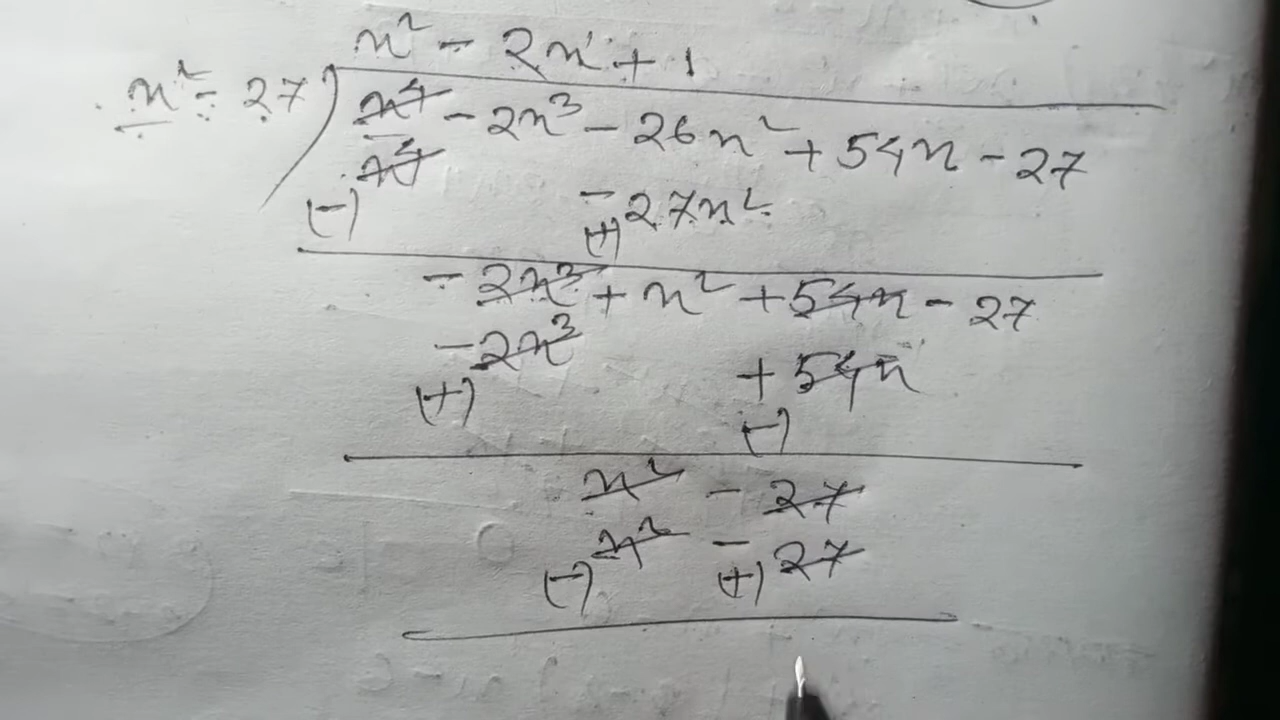 x² - 2x + 1
x² - 27 ) x⁴ - 2x³ - 26x² + 54x - 27
x⁴ - 27x²
(-) (+)
- 2x³ + x² + 54x - 27
- 2x³ + 54x
(+) (-)
x² - 27
x² - 27
(-) (+)